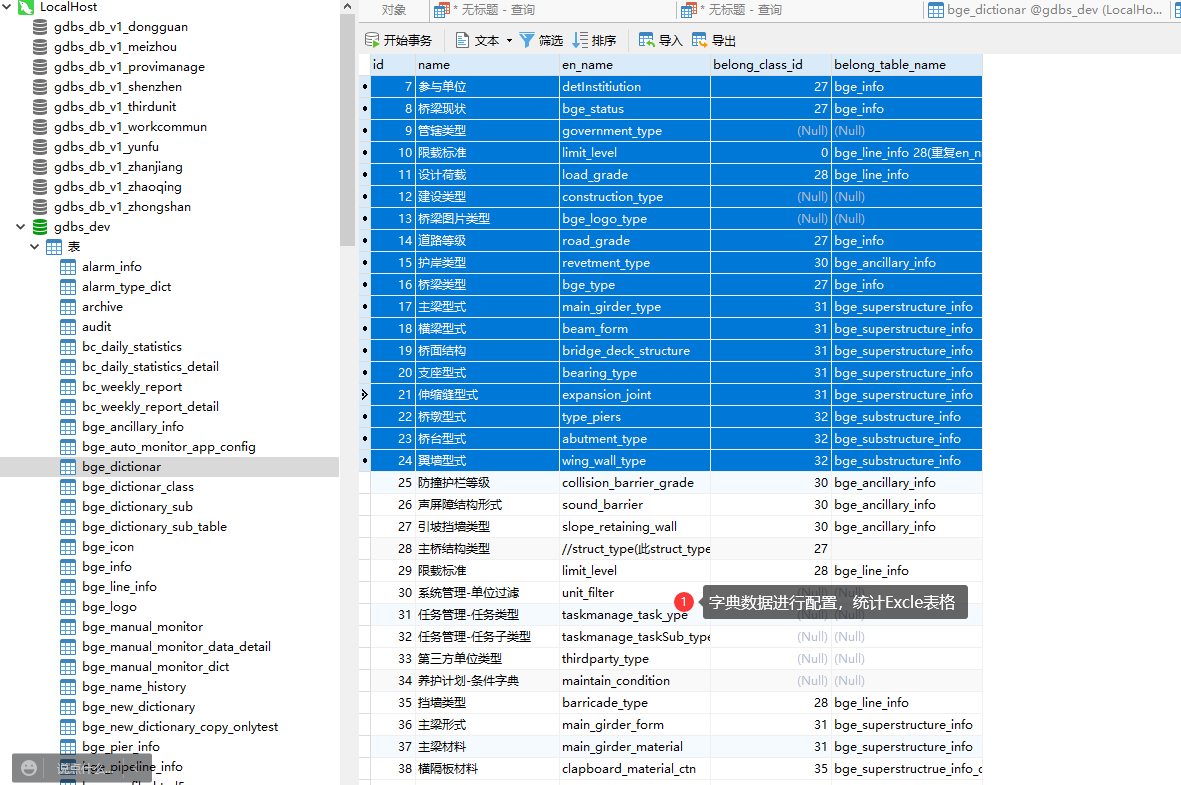 LocalHost
gdbs_db_v1_dongguan
gdbs_db_v1_meizhou
gdbs_db_v1_provimanage
gdbs_db_v1_shenzhen
gdbs_db_v1_thirdunit
gdbs_db_v1_workcommun
gdbs_db_v1_yunfu
gdbs_db_v1_zhanjiang
gdbs_db_v1_zhaoqing
gdbs_db_v1_zhongshan
gdbs_dev
表
alarm_info
alarm_type_dict
archive
audit
bc_daily_statistics
bc_daily_statistics_detail
bc_weekly_report
bc_weekly_report_detail
bge_ancillary_info
bge_auto_monitor_app_config
bge_dictionar
bge_dictionar_class
bge_dictionary_sub
bge_dictionary_sub_table
bge_icon
bge_info
bge_line_info
bge_logo
bge_manual_monitor
bge_manual_monitor_data_detail
bge_manual_monitor_dict
bge_name_history
bge_new_dictionary
bge_new_dictionary_copy_onlytest
bge_pier_info
bge_pipeline_info
说点什么
对象 * 无标题 - 查询 * 无标题 - 查询 bge_dictionar @gdbs_dev (LocalHo...
开始事务 文本 筛选 排序 导入 导出
id name en_name belong_class_id belong_table_name
7 参与单位 detInstitiution 27 bge_info
8 桥梁现状 bge_status 27 bge_info
9 管辖类型 government_type (Null) (Null)
10 限载标准 limit_level 0 bge_line_info 28(重复en_n
11 设计荷载 load_grade 28 bge_line_info
12 建设类型 construction_type (Null) (Null)
13 桥梁图片类型 bge_logo_type (Null) (Null)
14 道路等级 road_grade 27 bge_info
15 护岸类型 revetment_type 30 bge_ancillary_info
16 桥梁类型 bge_type 27 bge_info
17 主梁型式 main_girder_type 31 bge_superstructure_info
18 横梁型式 beam_form 31 bge_superstructure_info
19 桥面结构 bridge_deck_structure 31 bge_superstructure_info
20 支座型式 bearing_type 31 bge_superstructure_info
21 伸缩缝型式 expansion_joint 31 bge_superstructure_info
22 桥墩型式 type_piers 32 bge_substructure_info
23 桥台型式 abutment_type 32 bge_substructure_info
24 翼墙型式 wing_wall_type 32 bge_substructure_info
25 防撞护栏等级 collision_barrier_grade 30 bge_ancillary_info
26 声屏障结构形式 sound_barrier 30 bge_ancillary_info
27 引坡挡墙类型 slope_retaining_wall 30 bge_ancillary_info
28 主桥结构类型 //struct_type(此struct_type 27
29 限载标准 limit_level 28 bge_line_info
30 系统管理-单位过滤 unit_filter
1 字典数据进行配置，统计Excle表格
31 任务管理-任务类型 taskmanage_task_ype (Null) (Null)
32 任务管理-任务子类型 taskmanage_taskSub_type (Null) (Null)
33 第三方单位类型 thirdparty_type (Null) (Null)
34 养护计划-条件字典 maintain_condition (Null) (Null)
35 挡墙类型 barricade_type 28 bge_line_info
36 主梁形式 main_girder_form 31 bge_superstructure_info
37 主梁材料 main_girder_material 31 bge_superstructure_info
38 横隔板材料 clapboard_material_ctn 35 bge_superstructrue_info_c